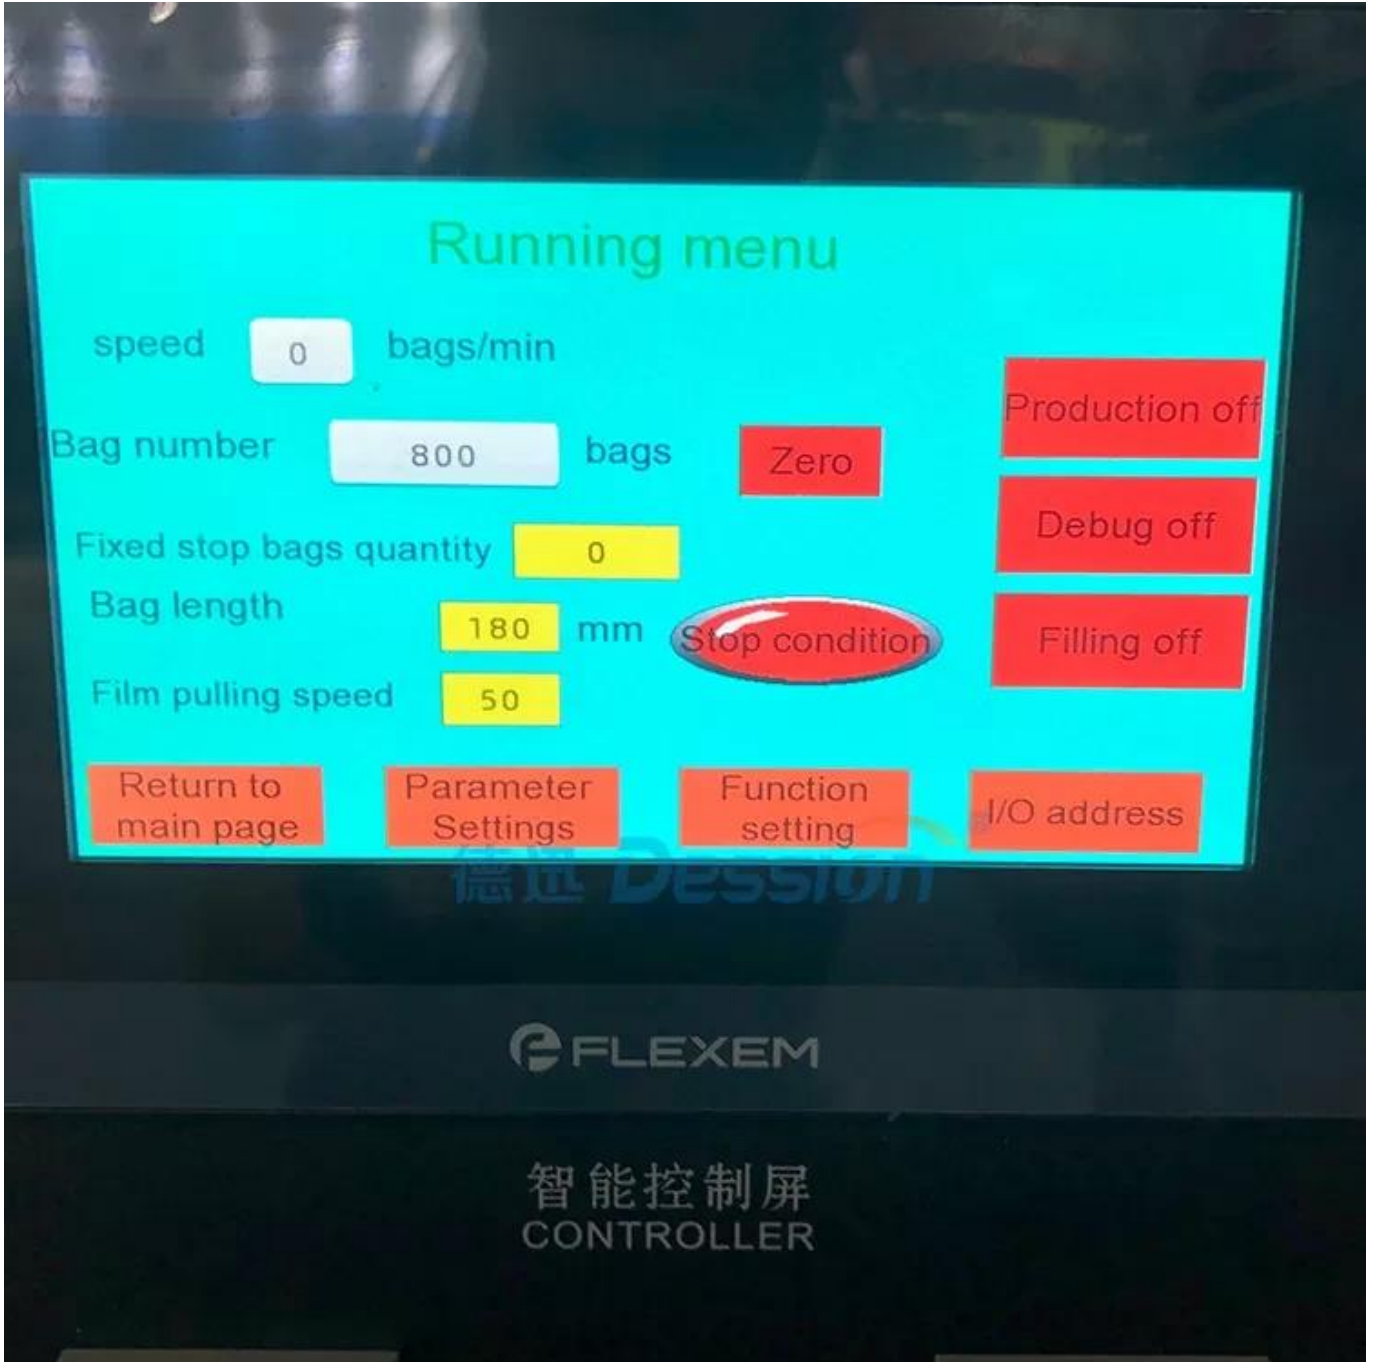 Running menu
speed 0 bags/min
Bag number 800 bags Zero
Production off
Debug off
Fixed stop bags quantity 0
Bag length 180 mm
Stop condition
Filling off
Film pulling speed 50
Return to
main page
Parameter
Settings
Function
setting
I/O address
德迅 Dession
FLEXEM
智能控制屏
CONTROLLER